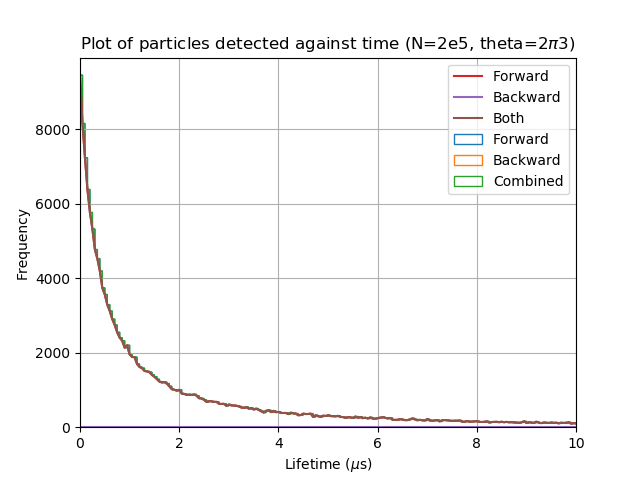 Plot of particles detected against time (N=2e5, theta=2π3)
Forward
Backward
Both
Forward
Backward
Combined
Frequency
8000
6000
4000
2000
0
0 2 4 6 8 10
Lifetime (μs)